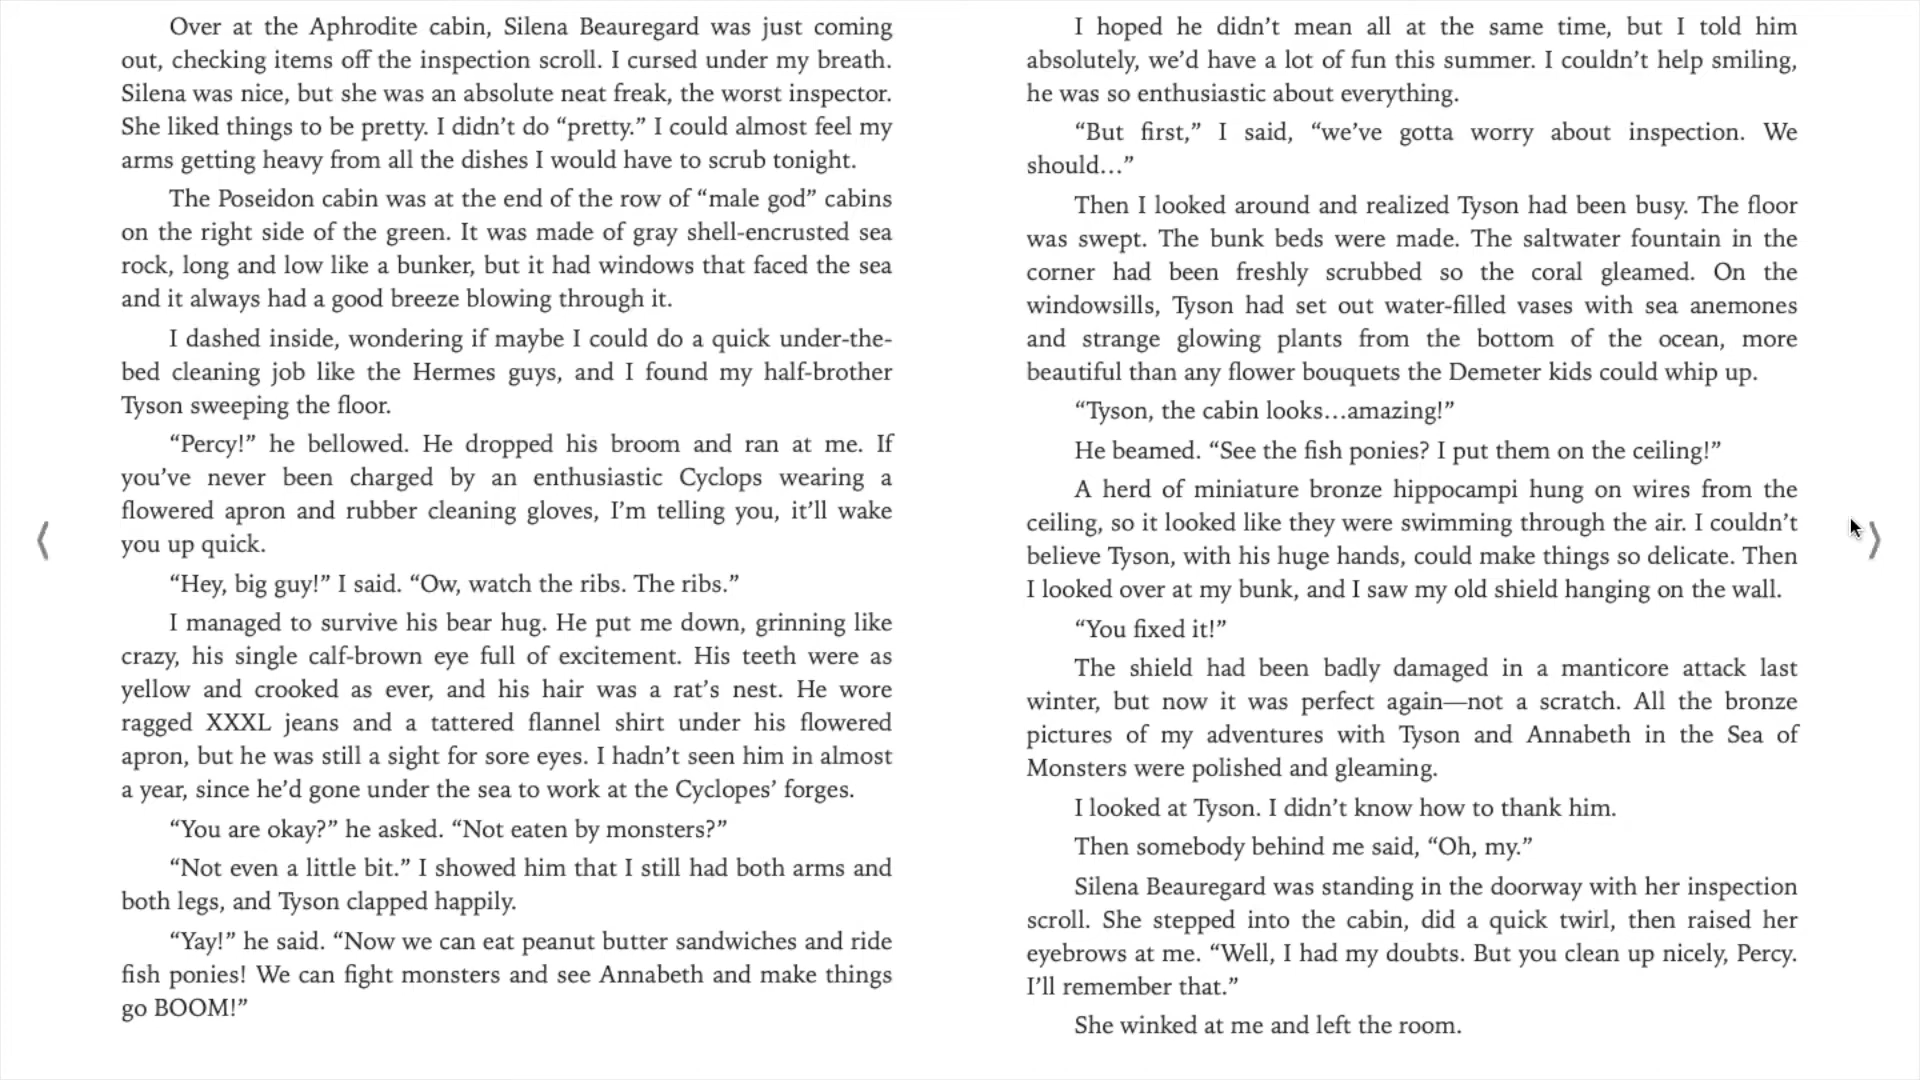 Over at the Aphrodite cabin, Silena Beauregard was just coming
out, checking items off the inspection scroll. I cursed under my breath.
Silena was nice, but she was an absolute neat freak, the worst inspector.
She liked things to be pretty. I didn’t do “pretty.” I could almost feel my
arms getting heavy from all the dishes I would have to scrub tonight.
The Poseidon cabin was at the end of the row of “male god” cabins
on the right side of the green. It was made of gray shell-encrusted sea
rock, long and low like a bunker, but it had windows that faced the sea
and it always had a good breeze blowing through it.
I dashed inside, wondering if maybe I could do a quick under-the-
bed cleaning job like the Hermes guys, and I found my half-brother
Tyson sweeping the floor.
“Percy!” he bellowed. He dropped his broom and ran at me. If
you’ve never been charged by an enthusiastic Cyclops wearing a
flowered apron and rubber cleaning gloves, I’m telling you, it’ll wake
you up quick.
“Hey, big guy!” I said. “Ow, watch the ribs. The ribs.”
I managed to survive his bear hug. He put me down, grinning like
crazy, his single calf-brown eye full of excitement. His teeth were as
yellow and crooked as ever, and his hair was a rat’s nest. He wore
ragged XXXL jeans and a tattered flannel shirt under his flowered
apron, but he was still a sight for sore eyes. I hadn’t seen him in almost
a year, since he’d gone under the sea to work at the Cyclopes’ forges.
“You are okay?” he asked. “Not eaten by monsters?”
“Not even a little bit.” I showed him that I still had both arms and
both legs, and Tyson clapped happily.
“Yay!” he said. “Now we can eat peanut butter sandwiches and ride
fish ponies! We can fight monsters and see Annabeth and make things
go BOOM!”
I hoped he didn’t mean all at the same time, but I told him
absolutely, we’d have a lot of fun this summer. I couldn’t help smiling,
he was so enthusiastic about everything.
“But first,” I said, “we’ve gotta worry about inspection. We
should…”
Then I looked around and realized Tyson had been busy. The floor
was swept. The bunk beds were made. The saltwater fountain in the
corner had been freshly scrubbed so the coral gleamed. On the
windowsills, Tyson had set out water-filled vases with sea anemones
and strange glowing plants from the bottom of the ocean, more
beautiful than any flower bouquets the Demeter kids could whip up.
“Tyson, the cabin looks…amazing!”
He beamed. “See the fish ponies? I put them on the ceiling!”
A herd of miniature bronze hippocampi hung on wires from the
ceiling, so it looked like they were swimming through the air. I couldn’t
believe Tyson, with his huge hands, could make things so delicate. Then
I looked over at my bunk, and I saw my old shield hanging on the wall.
“You fixed it!”
The shield had been badly damaged in a manticore attack last
winter, but now it was perfect again—not a scratch. All the bronze
pictures of my adventures with Tyson and Annabeth in the Sea of
Monsters were polished and gleaming.
I looked at Tyson. I didn’t know how to thank him.
Then somebody behind me said, “Oh, my.”
Silena Beauregard was standing in the doorway with her inspection
scroll. She stepped into the cabin, did a quick twirl, then raised her
eyebrows at me. “Well, I had my doubts. But you clean up nicely, Percy.
I’ll remember that.”
She winked at me and left the room.